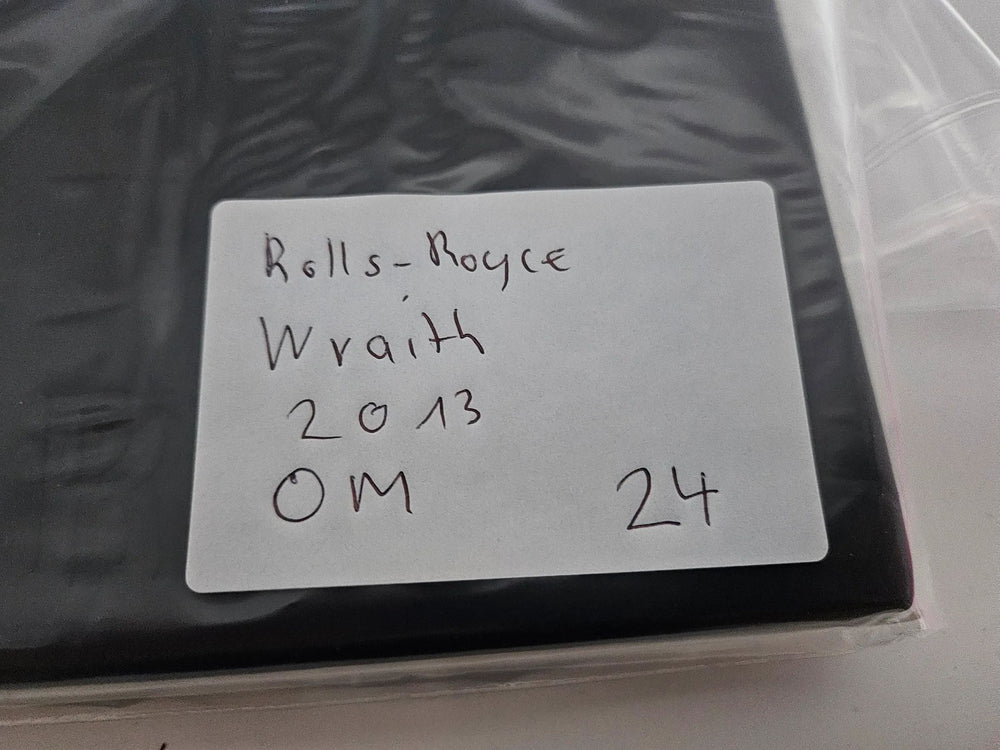 Rolls-Royce
Wraith
2013
OM 24